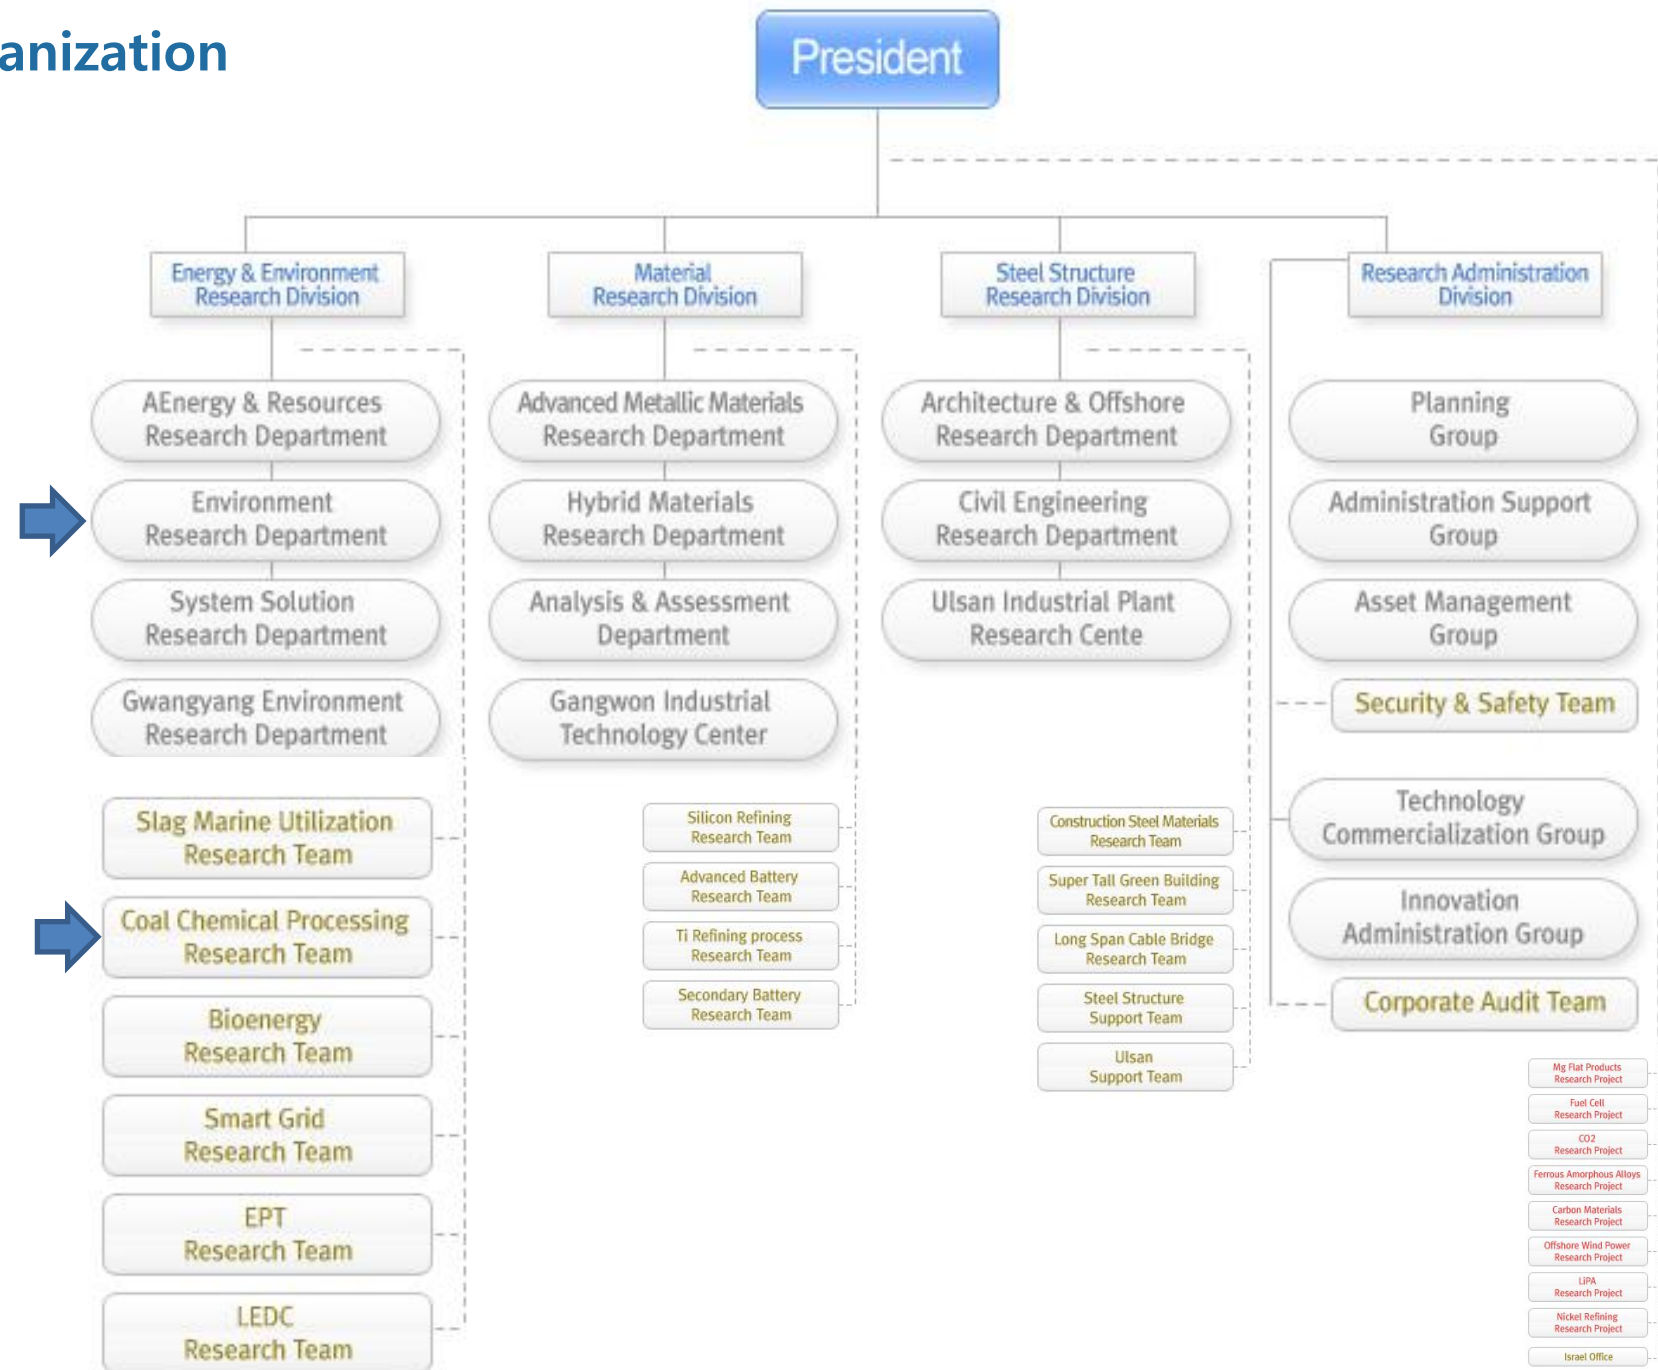 anization
President
Energy & Environment
Research Division
Material
Research Division
Steel Structure
Research Division
Research Administration
Division
AEnergy & Resources
Research Department
Environment
Research Department
System Solution
Research Department
Gwangyang Environment
Research Department
Slag Marine Utilization
Research Team
Coal Chemical Processing
Research Team
Bioenergy
Research Team
Smart Grid
Research Team
EPT
Research Team
LEDC
Research Team
Advanced Metallic Materials
Research Department
Hybrid Materials
Research Department
Analysis & Assessment
Department
Gangwon Industrial
Technology Center
Silicon Refining
Research Team
Advanced Battery
Research Team
Ti Refining process
Research Team
Secondary Battery
Research Team
Architecture & Offshore
Research Department
Civil Engineering
Research Department
Ulsan Industrial Plant
Research Cente
Construction Steel Materials
Research Team
Super Tall Green Building
Research Team
Long Span Cable Bridge
Research Team
Steel Structure
Support Team
Ulsan
Support Team
Planning
Group
Administration Support
Group
Asset Management
Group
Security & Safety Team
Technology
Commercialization Group
Innovation
Administration Group
Corporate Audit Team
Mg Flat Products
Research Project
Fuel Cell
Research Project
CO2
Research Project
Ferrous Amorphous Alloys
Research Project
Carbon Materials
Research Project
Offshore Wind Power
Research Project
LiPA
Research Project
Nickel Refining
Research Project
Israel Office